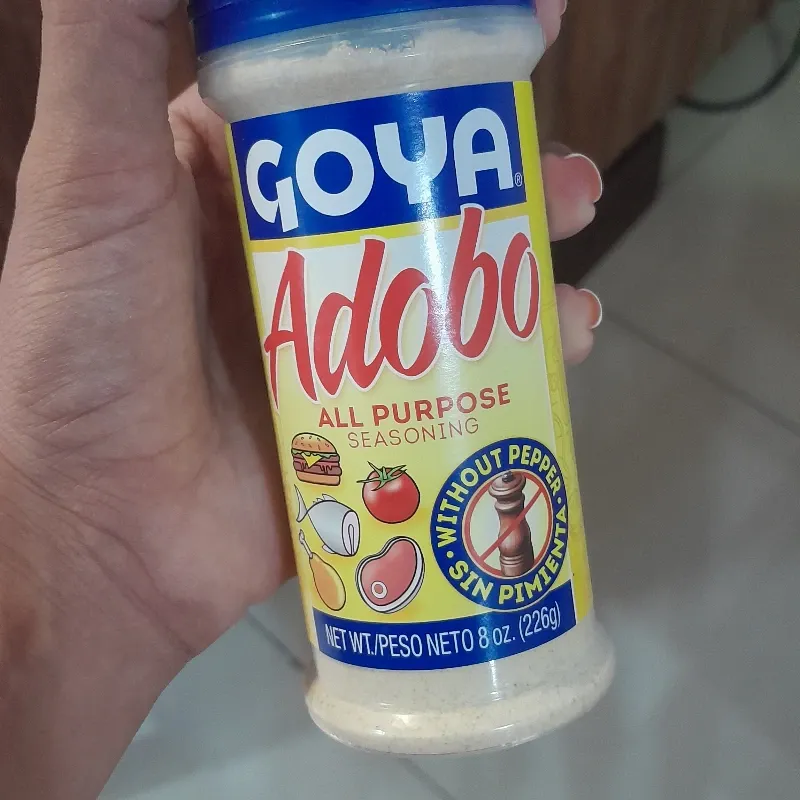 GOYA®
Adobo
ALL PURPOSE
SEASONING
• WITHOUT PEPPER •
SIN PIMIENTA
NET WT./PESO NETO 8 oz. (226g)